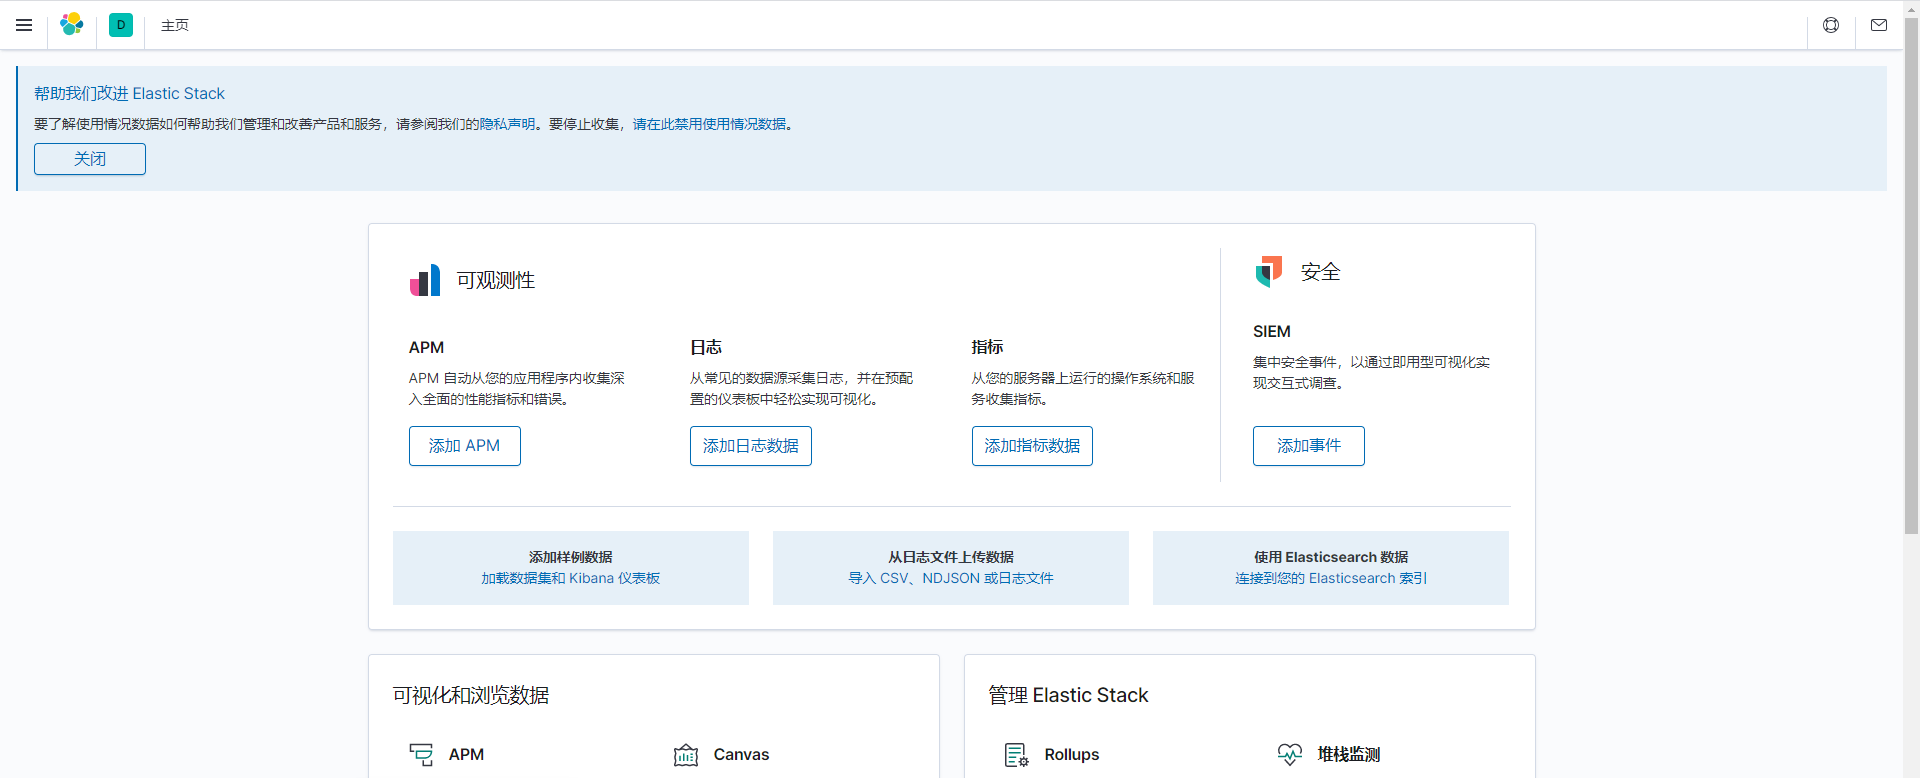 D 主页
帮助我们改进 Elastic Stack
要了解使用情况数据如何帮助我们管理和改善产品和服务，请参阅我们的隐私声明。要停止收集，请在此禁用使用情况数据。
关闭
可观测性
APM
APM 自动从您的应用程序内收集深
入全面的性能指标和错误。
添加 APM
日志
从常见的数据源采集日志，并在预配
置的仪表板中轻松实现可视化。
添加日志数据
指标
从您的服务器上运行的操作系统和服
务收集指标。
添加指标数据
安全
SIEM
集中安全事件，以通过即用型可视化实
现交互式调查。
添加事件
添加样例数据
加载数据集和 Kibana 仪表板
从日志文件上传数据
导入 CSV、NDJSON 或日志文件
使用 Elasticsearch 数据
连接到您的 Elasticsearch 索引
可视化和浏览数据
APM
Canvas
管理 Elastic Stack
Rollups
堆栈监测